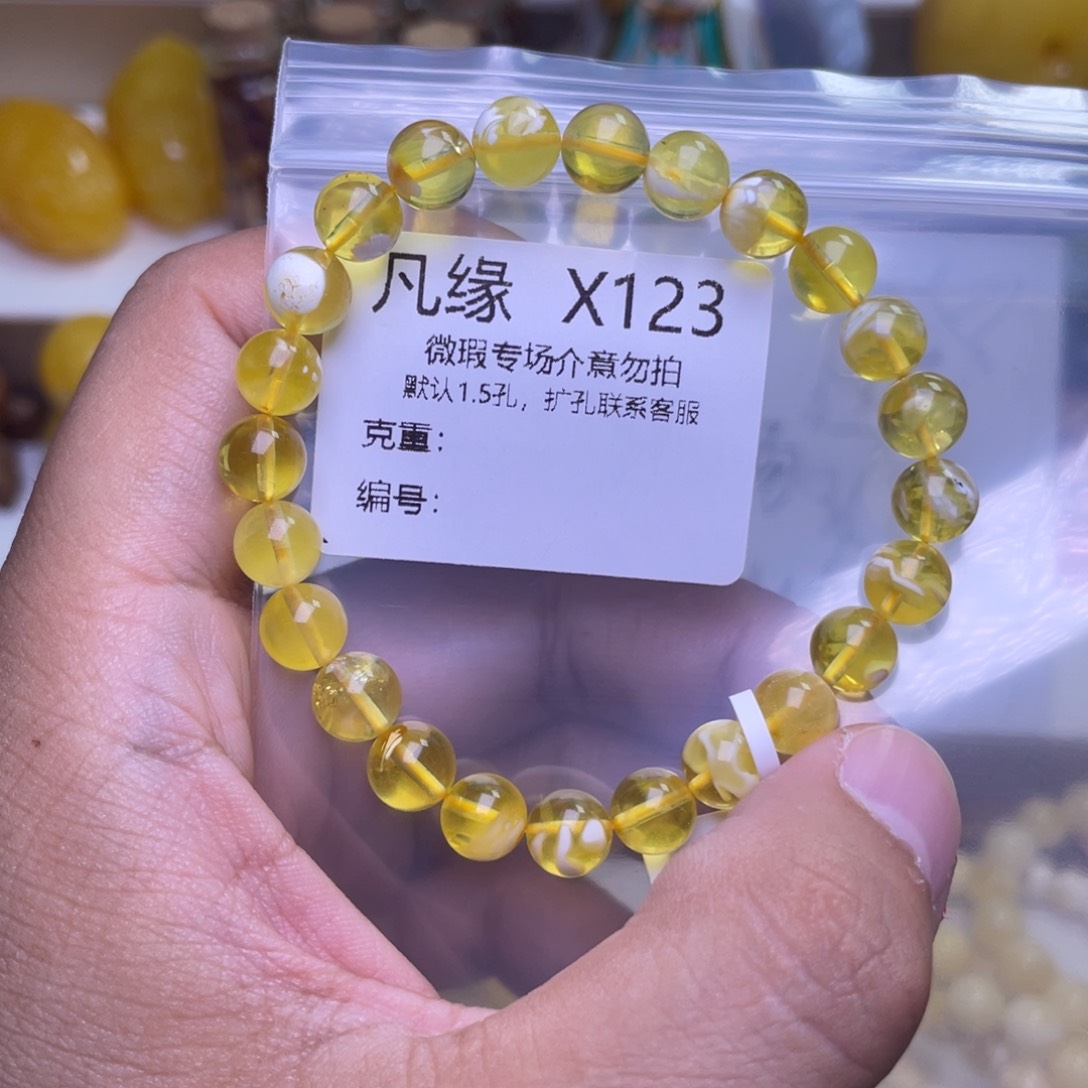 凡缘 X123
微瑕专场介意勿拍
默认1.5孔，扩孔联系客服
克重：
编号：